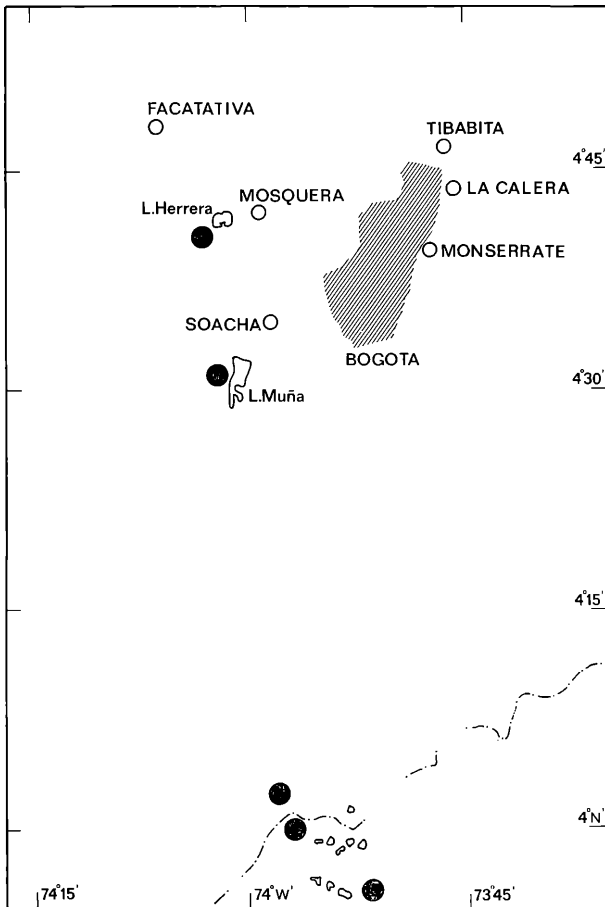 FACATATIVA
TIBABITA
4°45'
LA CALERA
L.Herrera
MOSQUERA
MONSERRATE
SOACHA
BOGOTA
4°30'
L.Muña
4°15'
4°N'
74°15'
74°W'
73°45'